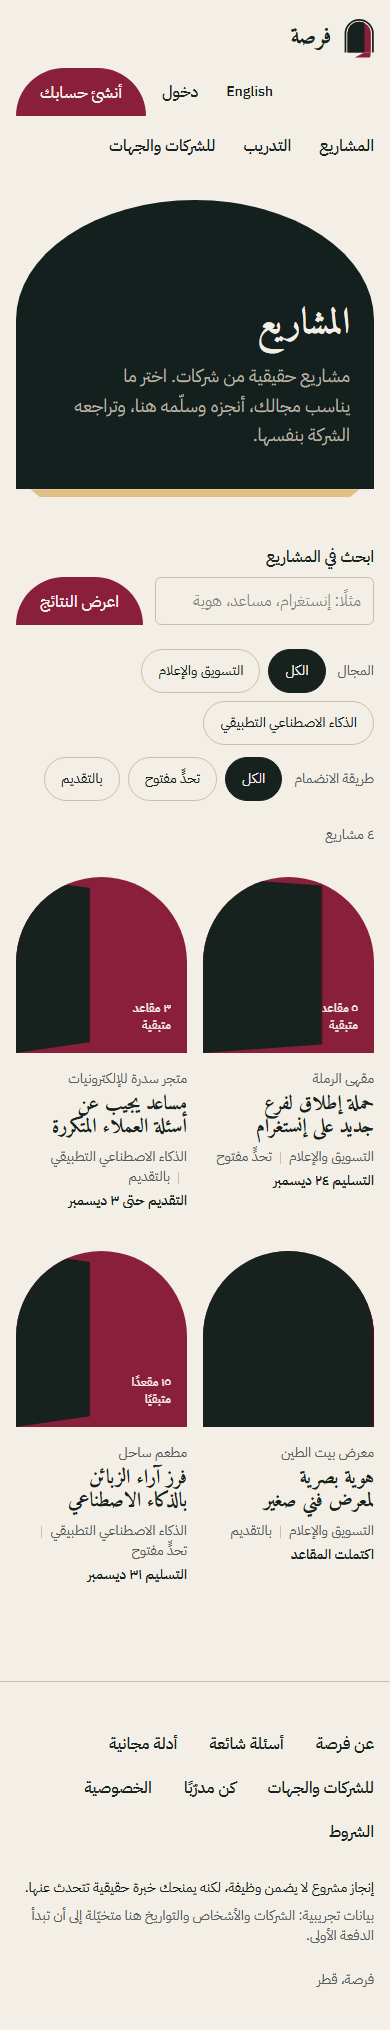 فرصة
English
دخول
أنشئ حسابك
المشاريع
التدريب
للشركات والجهات
المشاريع
مشاريع حقيقية من شركات. اختر ما
يناسب مجالك، أنجزه وسلّمه هنا، وتراجعه
الشركة بنفسها.
ابحث في المشاريع
مثلًا: إنستغرام، مساعد، هوية
اعرض النتائج
المجال
الكل
التسويق والإعلام
الذكاء الاصطناعي التطبيقي
طريقة الانضمام
الكل
تحدٍّ مفتوح
بالتقديم
٤ مشاريع
٥ مقاعد
متبقية
مقهى الرملة
حملة إطلاق لفرع
جديد على إنستغرام
التسويق والإعلام | تحدٍّ مفتوح
التسليم ٢٤ ديسمبر
٣ مقاعد
متبقية
متجر سدرة للإلكترونيات
مساعد يجيب عن
أسئلة العملاء المتكررة
الذكاء الاصطناعي التطبيقي
| بالتقديم
التقديم حتى ٣ ديسمبر
معرض بيت الطين
هوية بصرية
لمعرض فني صغير
التسويق والإعلام | بالتقديم
اكتملت المقاعد
١٥ مقعدًا
متبقيًا
مطعم ساحل
فرز آراء الزبائن
بالذكاء الاصطناعي
الذكاء الاصطناعي التطبيقي |
تحدٍّ مفتوح
التسليم ٣١ ديسمبر
عن فرصة
أسئلة شائعة
أدلة مجانية
للشركات والجهات
كن مدرّبًا
الخصوصية
الشروط
إنجاز مشروع لا يضمن وظيفة، لكنه يمنحك خبرة حقيقية تتحدث عنها.
بيانات تجريبية: الشركات والأشخاص والتواريخ هنا متخيّلة إلى أن تبدأ
الدفعة الأولى.
فرصة، قطر